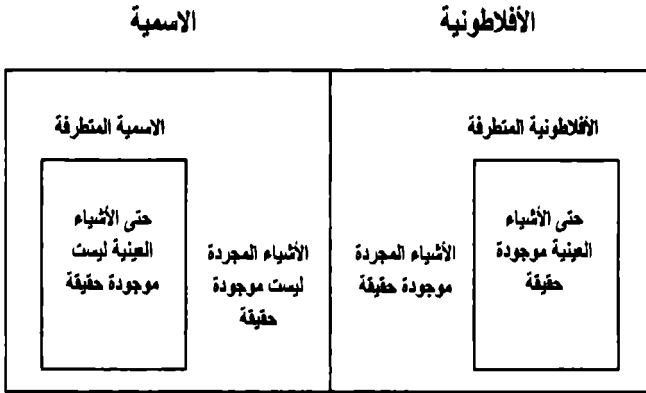 الأفلاطونية
الاسمية
الأفلاطونية المتطرفة
حتى الأشياء
العينية موجودة
حقيقة
الأشياء المجردة
موجودة حقيقة
الاسمية المتطرفة
الأشياء المجردة
ليست موجودة
حقيقة
حتى الأشياء
العينية ليست
موجودة حقيقة